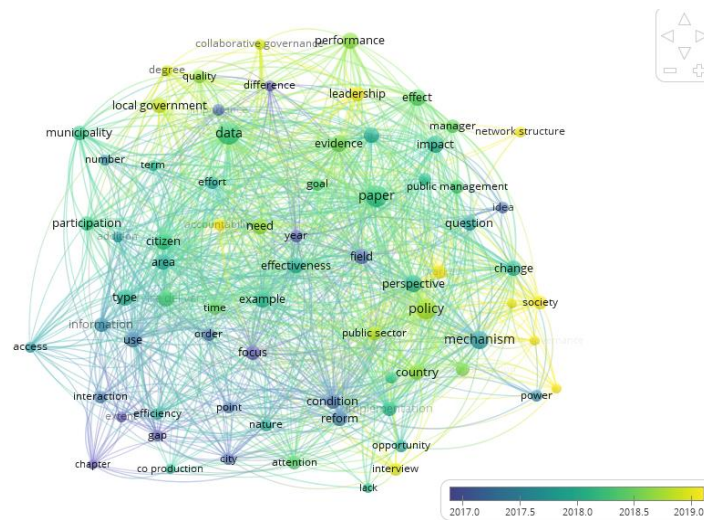 performance
collaborative governance
degree
quality
difference
leadership
effect
local government
municipality
data
manager
network structure
evidence
impact
number
term
effort
goal
public management
paper
idea
participation
need
question
year
citizen
field
area
effectiveness
change
perspective
type
example
time
policy
society
information
use
order
public sector
mechanism
access
focus
country
interaction
condition
power
efficiency
point
reform
gap
nature
opportunity
chapter
co production
city
attention
interview
lack
2017.0 2017.5 2018.0 2018.5 2019.0